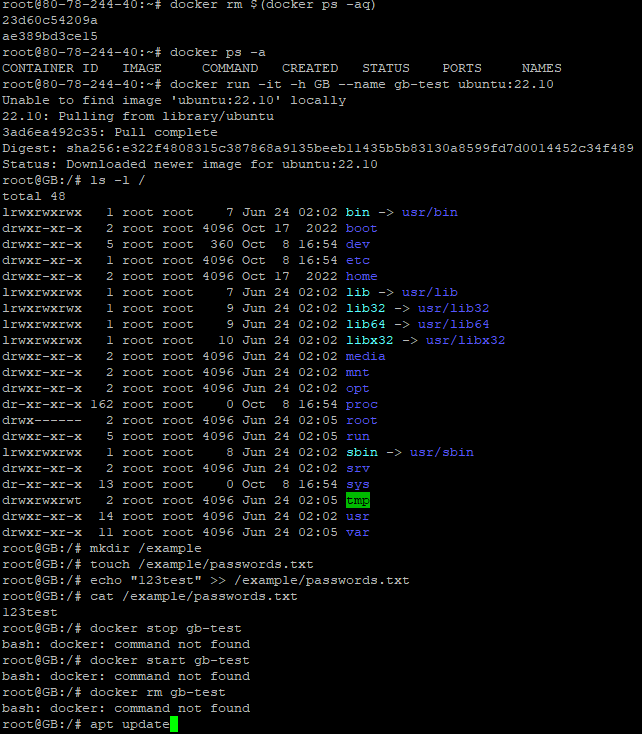 root@80-78-244-40:~# docker rm $(docker ps -aq)
23d60c54209a
ae389bd3ce15
root@80-78-244-40:~# docker ps -a
CONTAINER ID   IMAGE     COMMAND   CREATED   STATUS    PORTS     NAMES
root@80-78-244-40:~# docker run -it -h GB --name gb-test ubuntu:22.10
Unable to find image 'ubuntu:22.10' locally
22.10: Pulling from library/ubuntu
3ad6ea492c35: Pull complete
Digest: sha256:e322f4808315c387868a9135beeb11435b5b83130a8599fd7d0014452c34f489
Status: Downloaded newer image for ubuntu:22.10
root@GB:/# ls -l /
total 48
lrwxrwxrwx   1 root root    7 Jun 24 02:02 bin -> usr/bin
drwxr-xr-x   2 root root 4096 Oct 17  2022 boot
drwxr-xr-x   5 root root  360 Oct  8 16:54 dev
drwxr-xr-x   1 root root 4096 Oct  8 16:54 etc
drwxr-xr-x   2 root root 4096 Oct 17  2022 home
lrwxrwxrwx   1 root root    7 Jun 24 02:02 lib -> usr/lib
lrwxrwxrwx   1 root root    9 Jun 24 02:02 lib32 -> usr/lib32
lrwxrwxrwx   1 root root    9 Jun 24 02:02 lib64 -> usr/lib64
lrwxrwxrwx   1 root root   10 Jun 24 02:02 libx32 -> usr/libx32
drwxr-xr-x   2 root root 4096 Jun 24 02:02 media
drwxr-xr-x   2 root root 4096 Jun 24 02:02 mnt
drwxr-xr-x   2 root root 4096 Jun 24 02:02 opt
dr-xr-xr-x 162 root root    0 Oct  8 16:54 proc
drwx------   2 root root 4096 Jun 24 02:05 root
drwxr-xr-x   5 root root 4096 Jun 24 02:05 run
lrwxrwxrwx   1 root root    8 Jun 24 02:02 sbin -> usr/sbin
drwxr-xr-x   2 root root 4096 Jun 24 02:02 srv
dr-xr-xr-x  13 root root    0 Oct  8 16:54 sys
drwxrwxrwt   2 root root 4096 Jun 24 02:05 tmp
drwxr-xr-x  14 root root 4096 Jun 24 02:02 usr
drwxr-xr-x  11 root root 4096 Jun 24 02:05 var
root@GB:/# mkdir /example
root@GB:/# touch /example/passwords.txt
root@GB:/# echo "123test" >> /example/passwords.txt
root@GB:/# cat /example/passwords.txt
123test
root@GB:/# docker stop gb-test
bash: docker: command not found
root@GB:/# docker start gb-test
bash: docker: command not found
root@GB:/# docker rm gb-test
bash: docker: command not found
root@GB:/# apt update